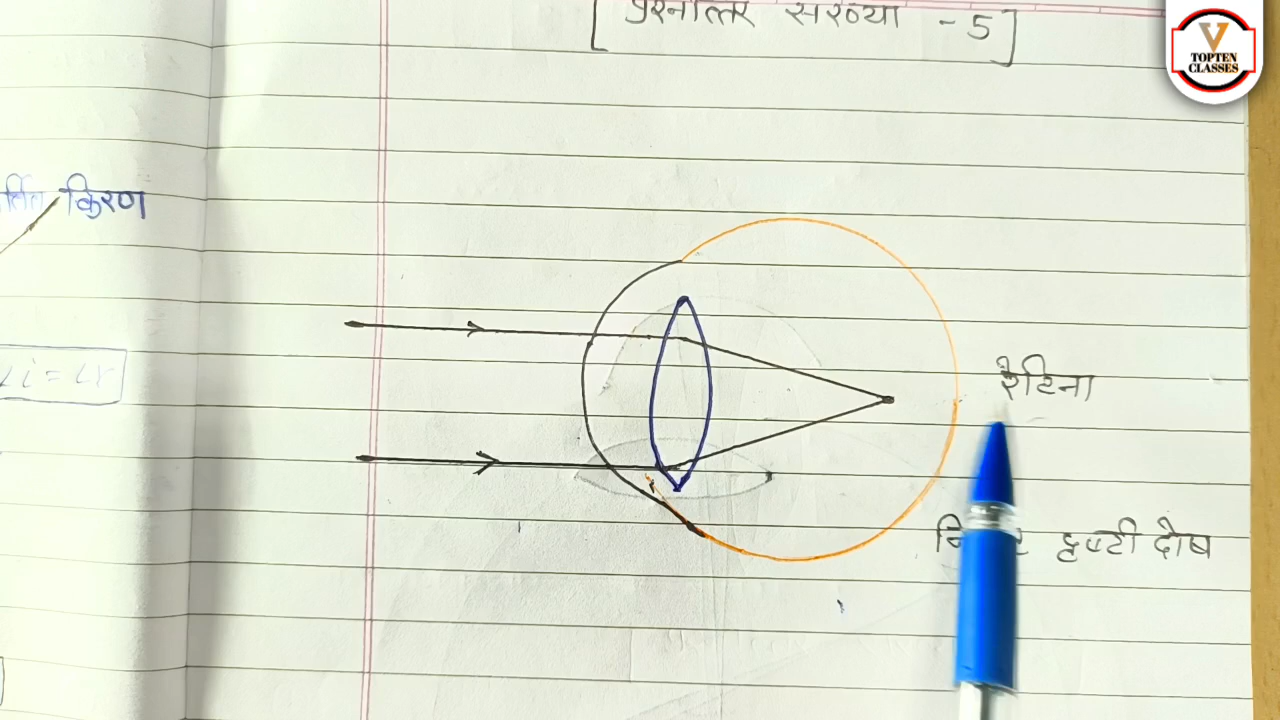 [प्रश्नोत्तर संख्या - 5]
V
TOPTEN
CLASSES
किरण
∠i = ∠r
रेटिना
दृष्टी दोष